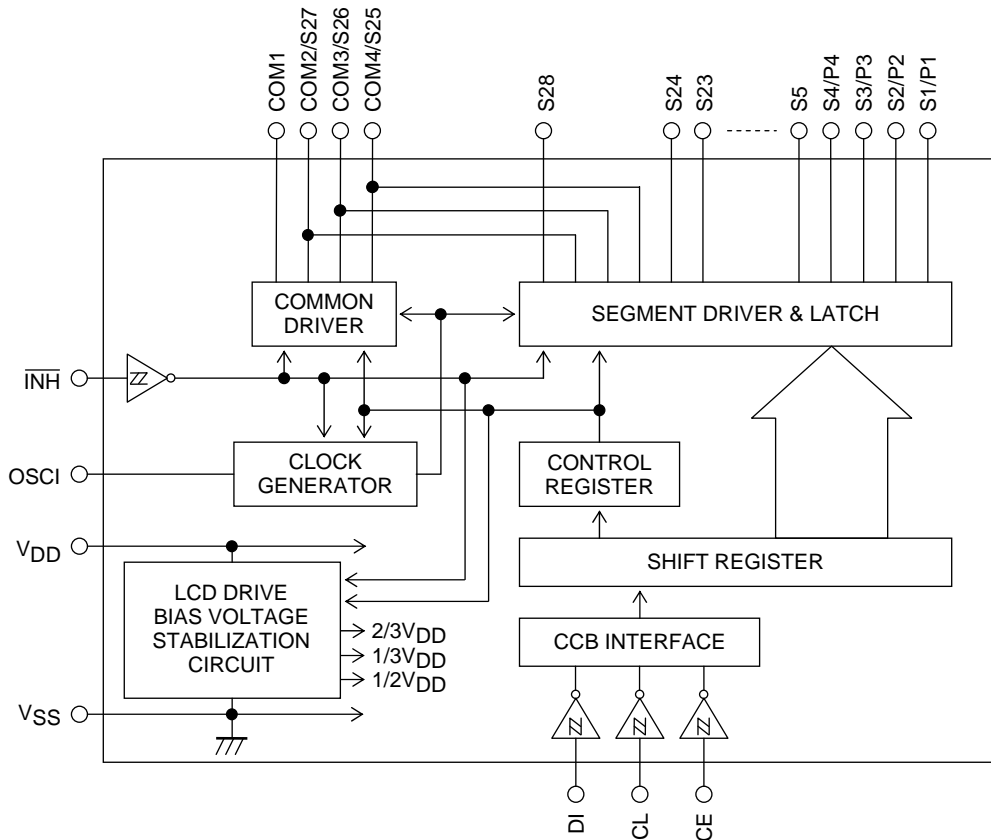 COM1
COM2/S27
COM3/S26
COM4/S25
S28
S24
S23
S5
S4/P4
S3/P3
S2/P2
S1/P1
COMMON
DRIVER
SEGMENT DRIVER & LATCH
INH
OSCI
CLOCK
GENERATOR
CONTROL
REGISTER
VDD
SHIFT REGISTER
LCD DRIVE
BIAS VOLTAGE
STABILIZATION
CIRCUIT
2/3VDD
1/3VDD
1/2VDD
CCB INTERFACE
VSS
DI
CL
CE